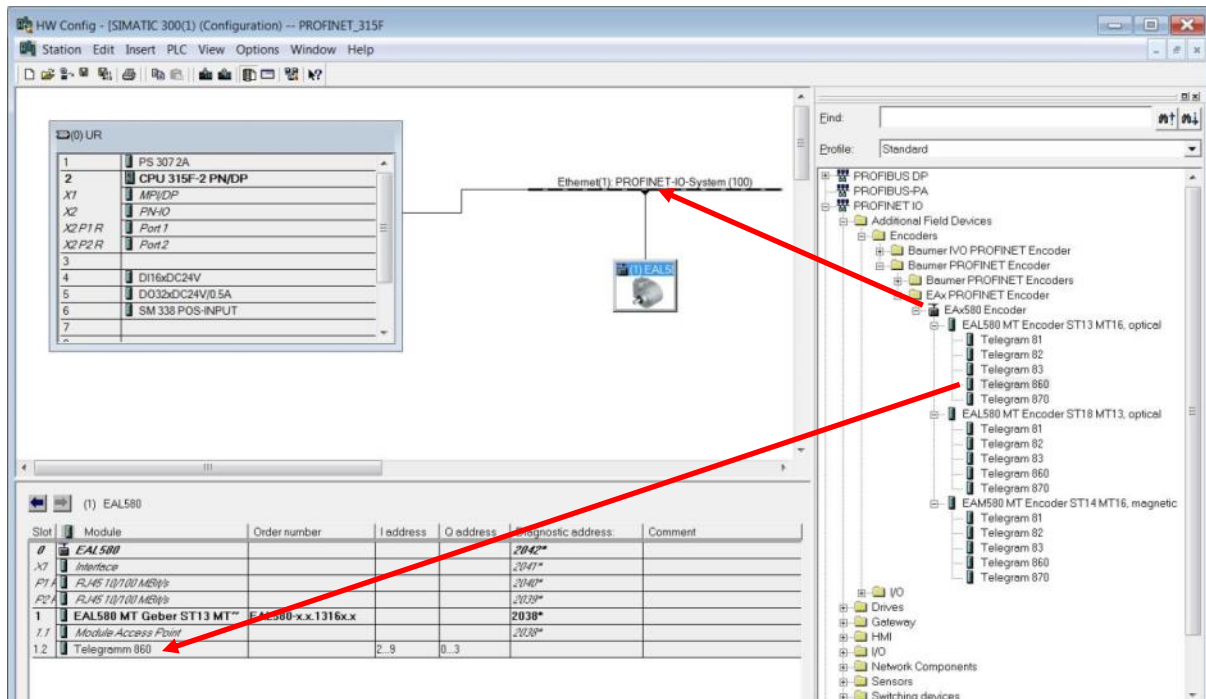 HW Config - [SIMATIC 300(1) (Configuration) -- PROFINET_315F
Station Edit Insert PLC View Options Window Help
(0) UR
1 PS 307 2A
2 CPU 315F-2 PN/DP
X1 MPI/DP
X2 PN-IO
X2 P1 R Port 1
X2 P2 R Port 2
3
4 DI16xDC24V
5 DO32xDC24V/0.5A
6 SM 338 POS-INPUT
7
Ethernet(1): PROFINET-IO-System (100)
(1) EAL5
Find:
Profile: Standard
PROFIBUS DP
PROFIBUS-PA
PROFINET IO
Additional Field Devices
Encoders
Baumer IVO PROFINET Encoder
Baumer PROFINET Encoder
Baumer PROFINET Encoders
EAx PROFINET Encoder
EAx580 Encoder
EAL580 MT Encoder ST13 MT16, optical
Telegram 81
Telegram 82
Telegram 83
Telegram 860
Telegram 870
EAL580 MT Encoder ST18 MT13, optical
Telegram 81
Telegram 82
Telegram 83
Telegram 860
Telegram 870
EAM580 MT Encoder ST14 MT16, magnetic
Telegram 81
Telegram 82
Telegram 83
Telegram 860
Telegram 870
I/O
Drives
Gateway
HMI
I/O
Network Components
Sensors
Switching devices
(1) EAL580
Slot Module Order number I address Q address Diagnostic address: Comment
0 EAL580 2042*
X1 Interface 2041*
P1 RJ45 10/100 MBit/s 2040*
P2 RJ45 10/100 MBit/s 2039*
1 EAL580 MT Geber ST13 MT~ EAL580-x.x.1316x.x 2038*
1.1 Module Access Point 2038*
1.2 Telegramm 860 2...9 0...3